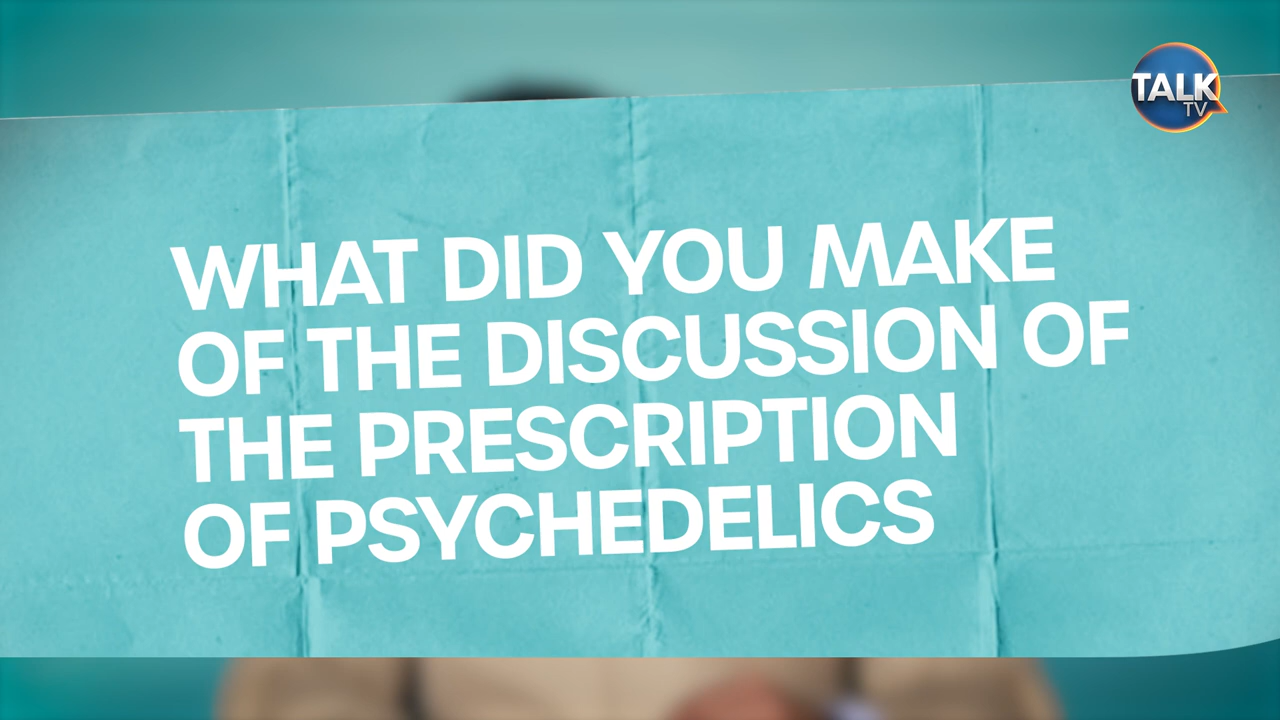 TALK
TV
WHAT DID YOU MAKE
OF THE DISCUSSION OF
THE PRESCRIPTION
OF PSYCHEDELICS